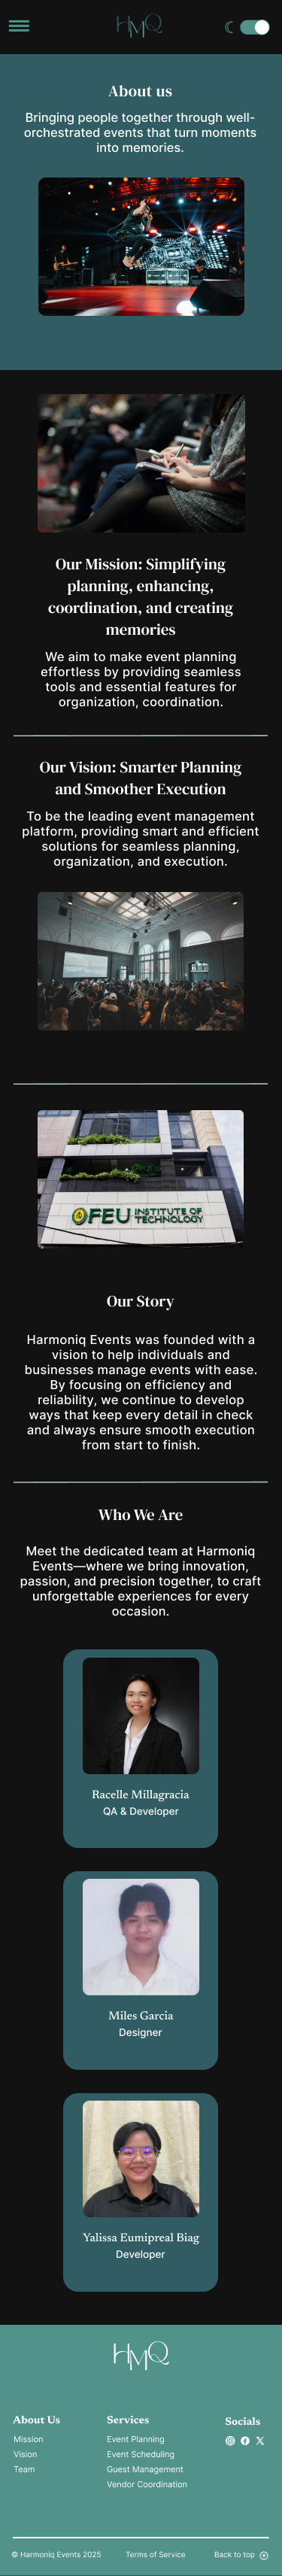 HMQ
About us
Bringing people together through well-
orchestrated events that turn moments
into memories.
Our Mission: Simplifying
planning, enhancing,
coordination, and creating
memories
We aim to make event planning
effortless by providing seamless
tools and essential features for
organization, coordination.
Our Vision: Smarter Planning
and Smoother Execution
To be the leading event management
platform, providing smart and efficient
solutions for seamless planning,
organization, and execution.
FEU INSTITUTE OF
TECHNOLOGY
Our Story
Harmoniq Events was founded with a
vision to help individuals and
businesses manage events with ease.
By focusing on efficiency and
reliability, we continue to develop
ways that keep every detail in check
and always ensure smooth execution
from start to finish.
Who We Are
Meet the dedicated team at Harmoniq
Events—where we bring innovation,
passion, and precision together, to craft
unforgettable experiences for every
occasion.
Racelle Millagracia
QA & Developer
Miles Garcia
Designer
Yalissa Eumipreal Biag
Developer
HMQ
About Us
Mission
Vision
Team
Services
Event Planning
Event Scheduling
Guest Management
Vendor Coordination
Socials
© Harmoniq Events 2025
Terms of Service
Back to top